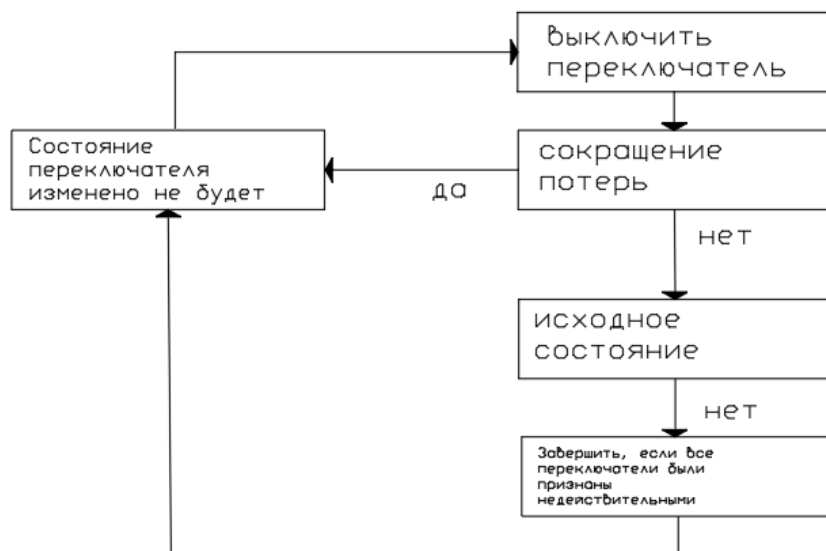 выключить
переключатель
Состояние
переключателя
изменено не будет
сокращение
потерь
да
нет
исходное
состояние
нет
Завершить, если все
переключатели были
признаны
недействительными